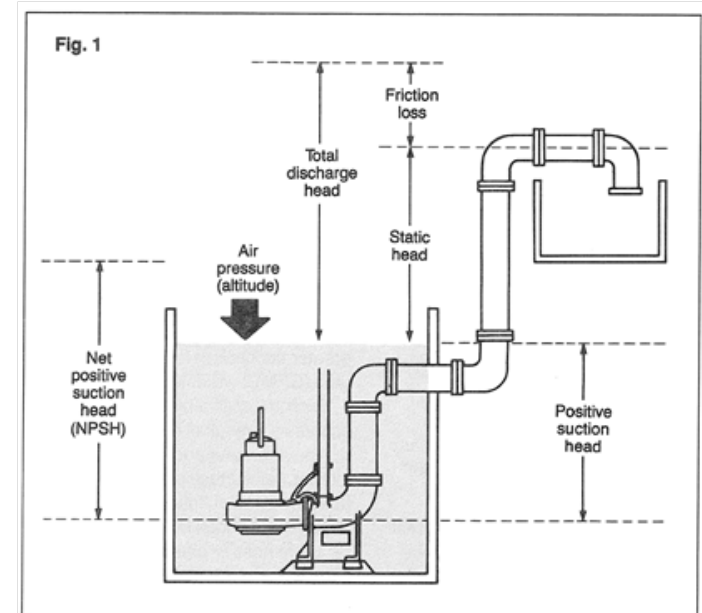 Fig. 1
Friction
loss
Total
discharge
head
Static
head
Air
pressure
(altitude)
Net
positive
suction
head
(NPSH)
Positive
suction
head